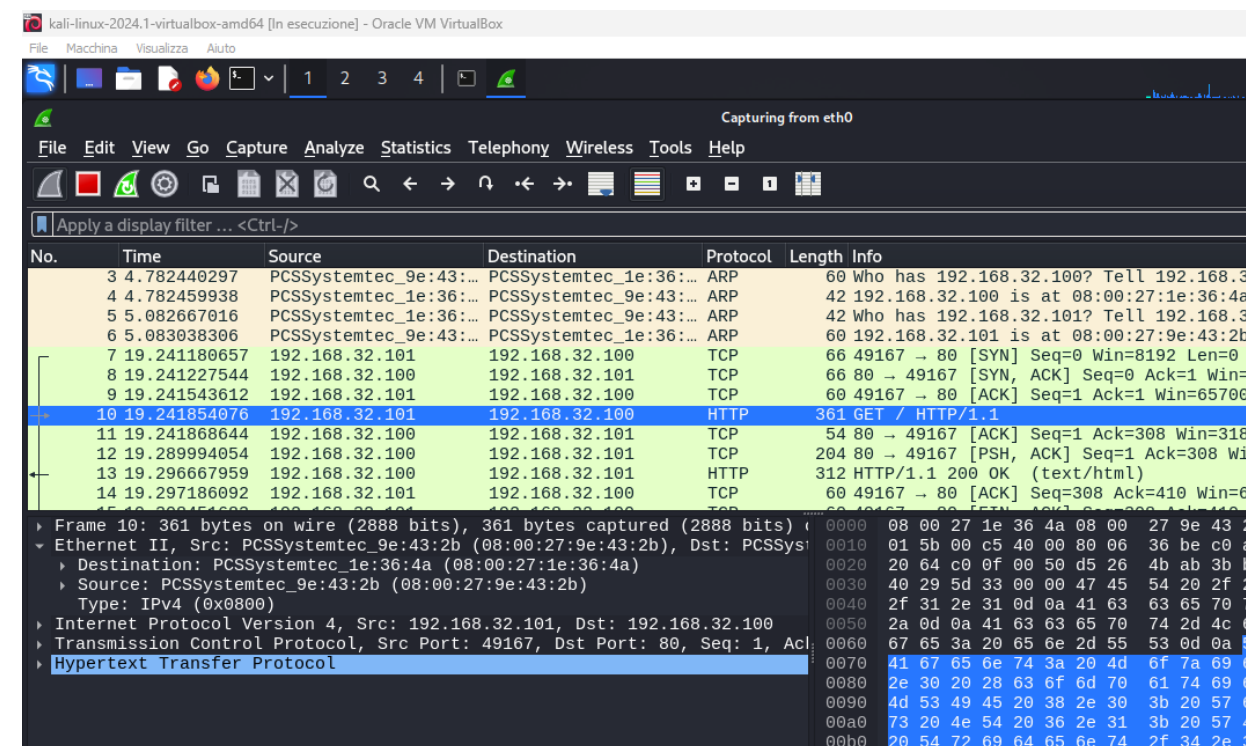 kali-linux-2024.1-virtualbox-amd64 [In esecuzione] - Oracle VM VirtualBox
File Macchina Visualizza Aiuto
1 2 3 4
Capturing from eth0
File Edit View Go Capture Analyze Statistics Telephony Wireless Tools Help
Apply a display filter ... <Ctrl-/>
No. Time Source Destination Protocol Length Info
3 4.782440297 PCSSystemtec_9e:43:… PCSSystemtec_1e:36:… ARP 60 Who has 192.168.32.100? Tell 192.168.3
4 4.782459938 PCSSystemtec_1e:36:… PCSSystemtec_9e:43:… ARP 42 192.168.32.100 is at 08:00:27:1e:36:4a
5 5.082667016 PCSSystemtec_1e:36:… PCSSystemtec_9e:43:… ARP 42 Who has 192.168.32.101? Tell 192.168.3
6 5.083038306 PCSSystemtec_9e:43:… PCSSystemtec_1e:36:… ARP 60 192.168.32.101 is at 08:00:27:9e:43:2b
7 19.241180657 192.168.32.101 192.168.32.100 TCP 66 49167 → 80 [SYN] Seq=0 Win=8192 Len=0
8 19.241227544 192.168.32.100 192.168.32.101 TCP 66 80 → 49167 [SYN, ACK] Seq=0 Ack=1 Win=
9 19.241543612 192.168.32.101 192.168.32.100 TCP 60 49167 → 80 [ACK] Seq=1 Ack=1 Win=65700
10 19.241854076 192.168.32.101 192.168.32.100 HTTP 361 GET / HTTP/1.1
11 19.241868644 192.168.32.100 192.168.32.101 TCP 54 80 → 49167 [ACK] Seq=1 Ack=308 Win=318
12 19.289994054 192.168.32.100 192.168.32.101 TCP 204 80 → 49167 [PSH, ACK] Seq=1 Ack=308 Wi
13 19.296667959 192.168.32.100 192.168.32.101 HTTP 312 HTTP/1.1 200 OK (text/html)
14 19.297186092 192.168.32.101 192.168.32.100 TCP 60 49167 → 80 [ACK] Seq=308 Ack=410 Win=6
Frame 10: 361 bytes on wire (2888 bits), 361 bytes captured (2888 bits) 0000 08 00 27 1e 36 4a 08 00 27 9e 43
Ethernet II, Src: PCSSystemtec_9e:43:2b (08:00:27:9e:43:2b), Dst: PCSSyst 0010 01 5b 00 c5 40 00 80 06 36 be c0
Destination: PCSSystemtec_1e:36:4a (08:00:27:1e:36:4a) 0020 20 64 c0 0f 00 50 d5 26 4b ab 3b
Source: PCSSystemtec_9e:43:2b (08:00:27:9e:43:2b) 0030 40 29 5d 33 00 00 47 45 54 20 2f
Type: IPv4 (0x0800) 0040 2f 31 2e 31 0d 0a 41 63 63 65 70
Internet Protocol Version 4, Src: 192.168.32.101, Dst: 192.168.32.100 0050 2a 0d 0a 41 63 63 65 70 74 2d 4c
Transmission Control Protocol, Src Port: 49167, Dst Port: 80, Seq: 1, Ack 0060 67 65 3a 20 65 6e 2d 55 53 0d 0a
Hypertext Transfer Protocol 0070 41 67 65 6e 74 3a 20 4d 6f 7a 69
0080 2e 30 20 28 63 6f 6d 70 61 74 69
0090 4d 53 49 45 20 38 2e 30 3b 20 57
00a0 73 20 4e 54 20 36 2e 31 3b 20 57
00b0 20 54 72 69 64 65 6e 74 2f 34 2e